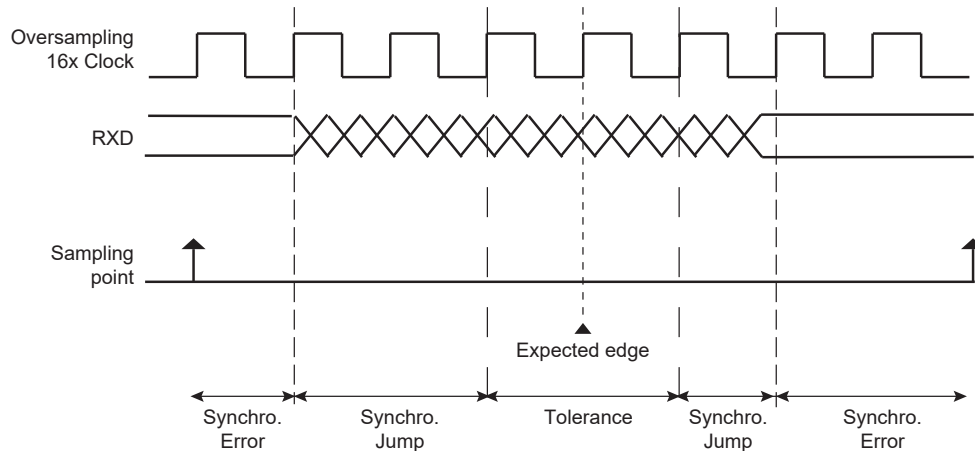 Oversampling
16x Clock
RXD
Sampling
point
Expected edge
Synchro.
Error
Synchro.
Jump
Tolerance
Synchro.
Jump
Synchro.
Error